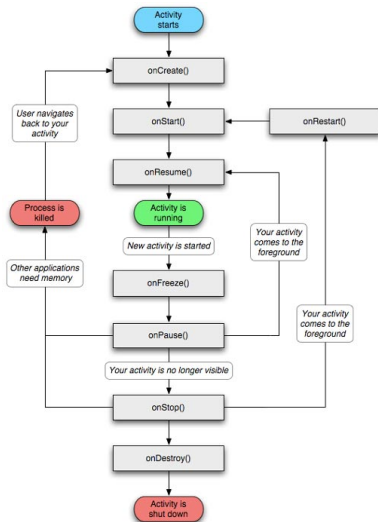 Activity
starts
onCreate()
User navigates
back to your
activity
onStart()
onRestart()
onResume()
Process is
killed
Activity is
running
New activity is started
Your activity
comes to the
foreground
Other applications
need memory
onFreeze()
Your activity
comes to the
foreground
onPause()
Your activity is no longer visible
onStop()
onDestroy()
Activity is
shut down